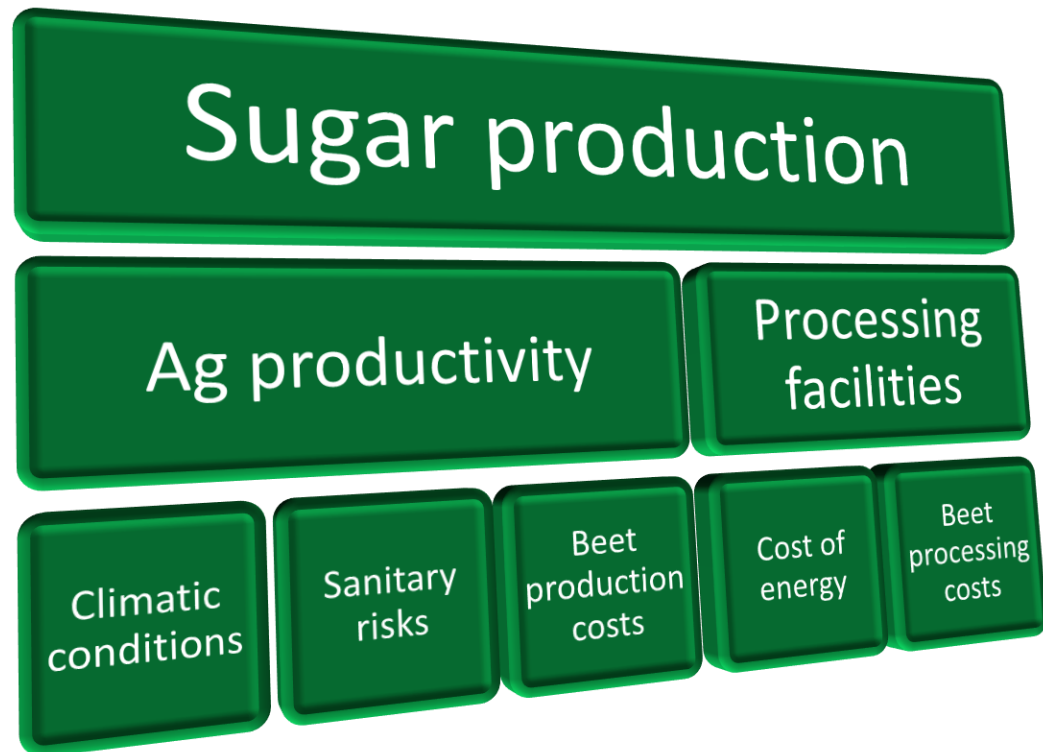 Sugar production
Ag productivity
Processing
facilities
Climatic
conditions
Sanitary
risks
Beet
production
costs
Cost of
energy
Beet
processing
costs